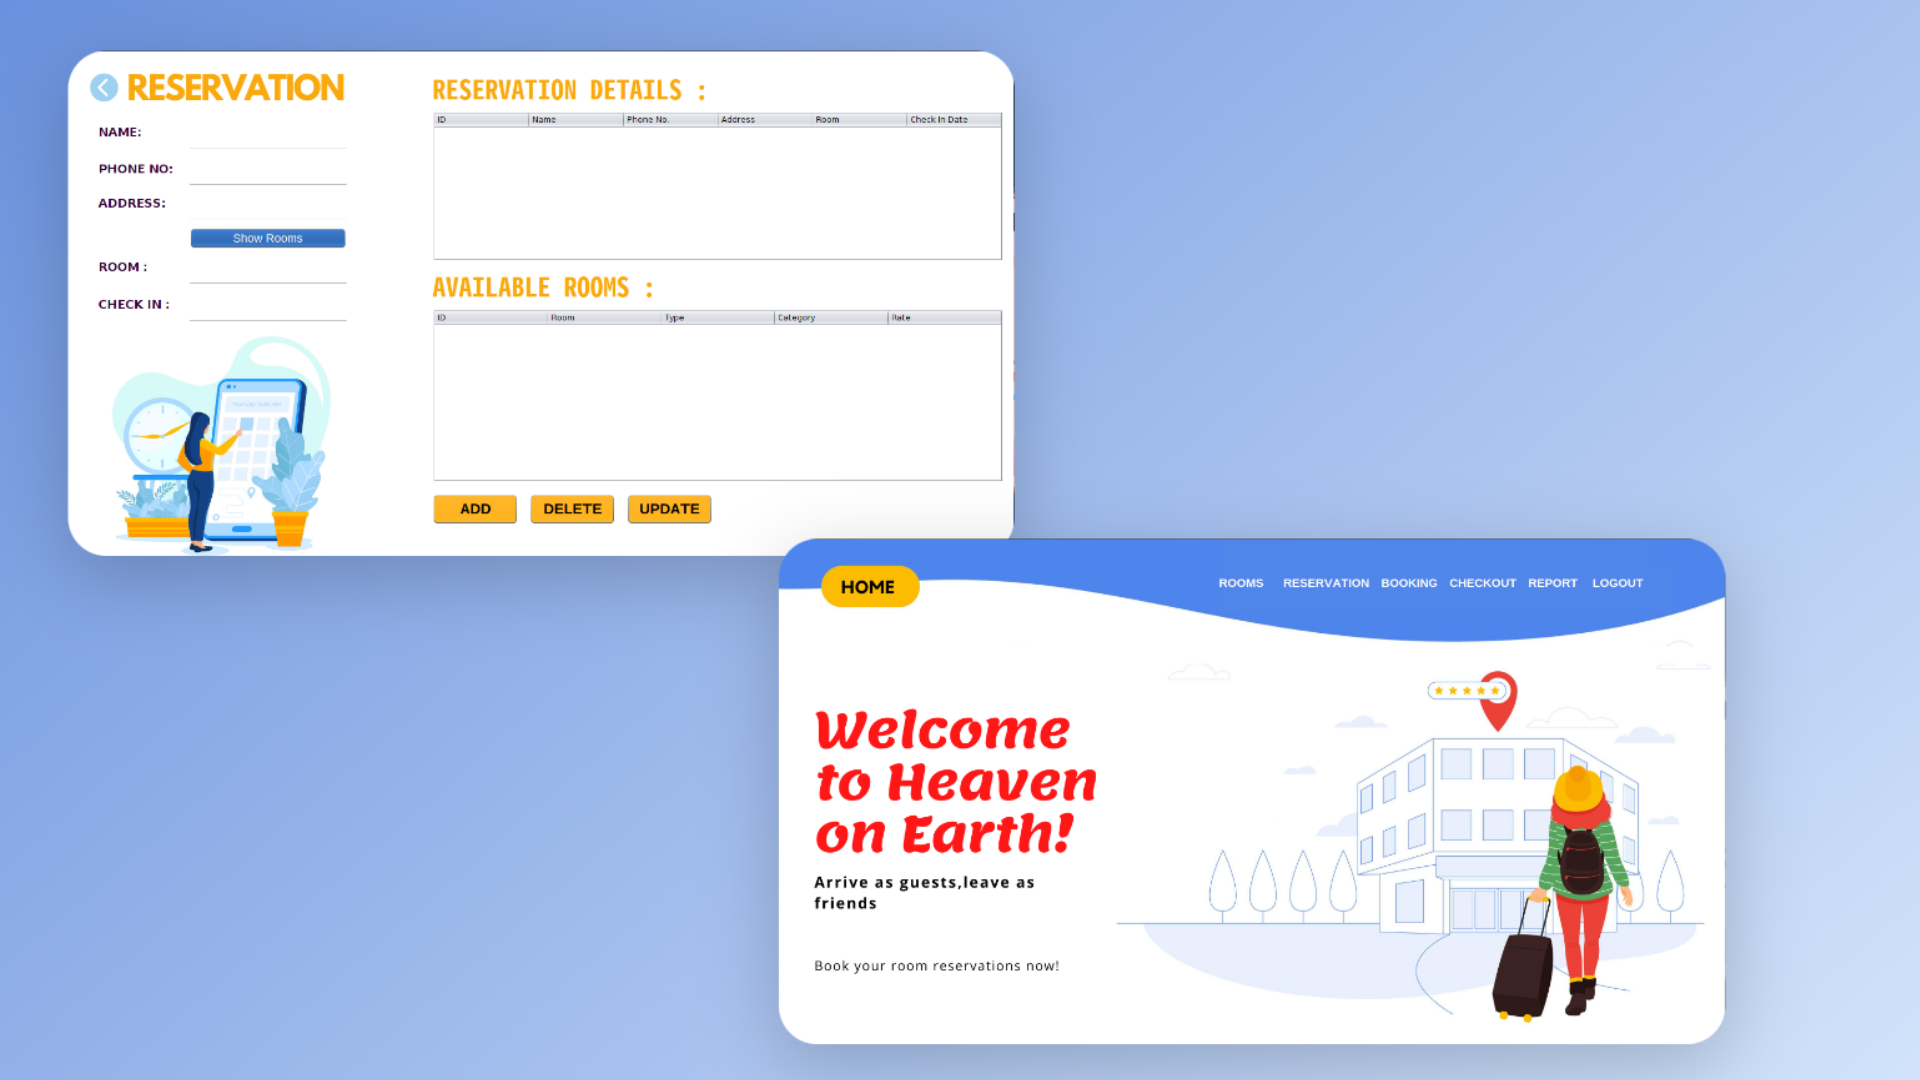 RESERVATION
NAME:
PHONE NO:
ADDRESS:
Show Rooms
ROOM :
CHECK IN :
RESERVATION DETAILS :
ID Name Phone No. Address Room Check In Date
AVAILABLE ROOMS :
ID Room Type Category Rate
ADD DELETE UPDATE
HOME ROOMS RESERVATION BOOKING CHECKOUT REPORT LOGOUT
Welcome
to Heaven
on Earth!
Arrive as guests,leave as
friends
Book your room reservations now!